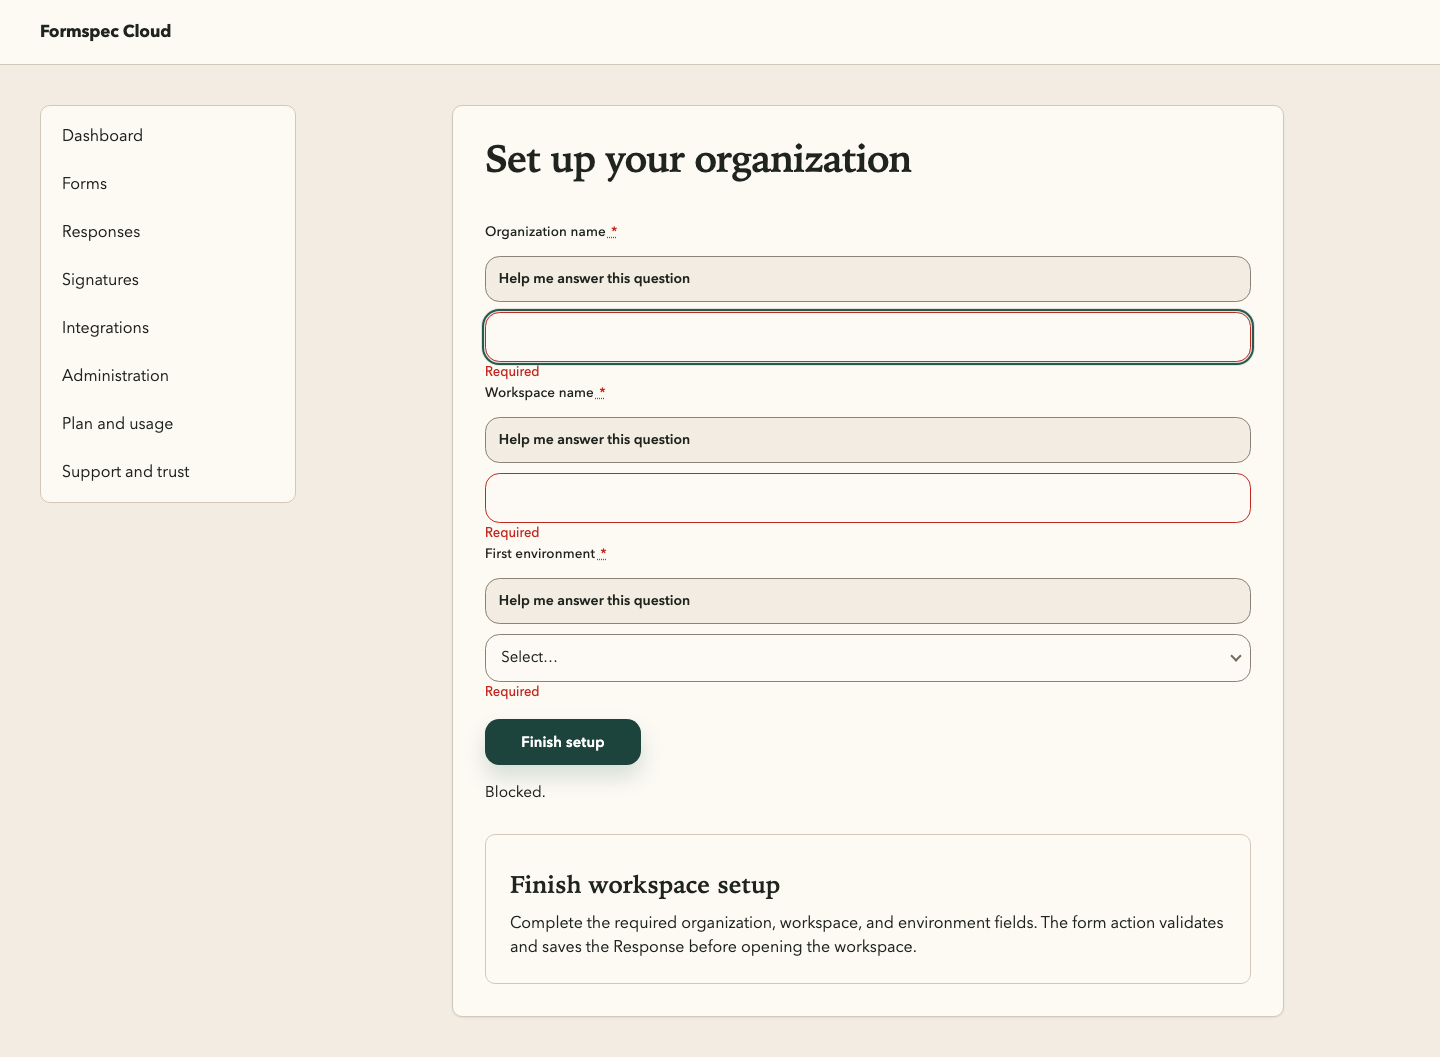 Formspec Cloud
Dashboard
Forms
Responses
Signatures
Integrations
Administration
Plan and usage
Support and trust
Set up your organization
Organization name *
Help me answer this question
Required
Workspace name *
Help me answer this question
Required
First environment *
Help me answer this question
Select...
Required
Finish setup
Blocked.
Finish workspace setup
Complete the required organization, workspace, and environment fields. The form action validates
and saves the Response before opening the workspace.